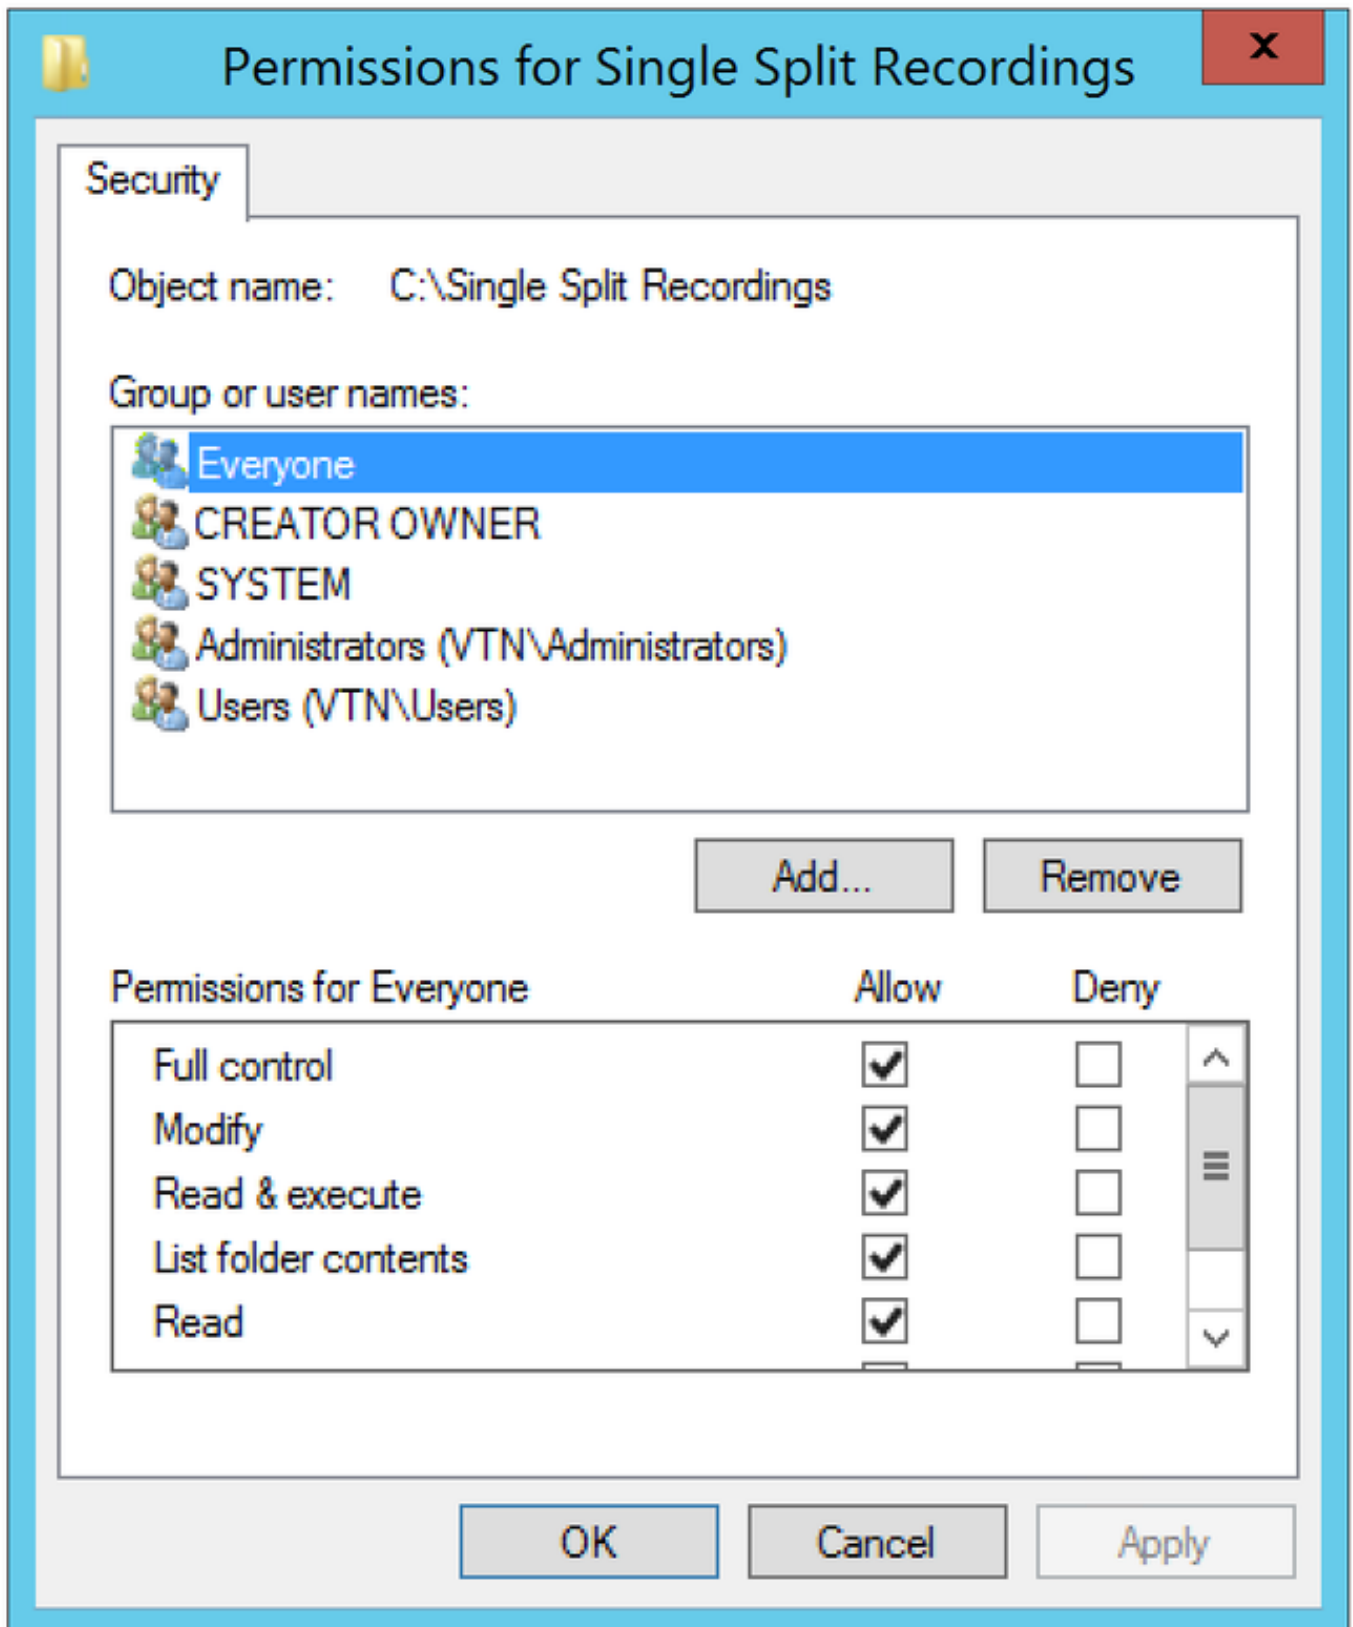 Permissions for Single Split Recordings
x
Security
Object name: C:\Single Split Recordings
Group or user names:
Everyone
CREATOR OWNER
SYSTEM
Administrators (VTN\Administrators)
Users (VTN\Users)
Add... Remove
Permissions for Everyone Allow Deny
Full control
Modify
Read & execute
List folder contents
Read
OK Cancel Apply